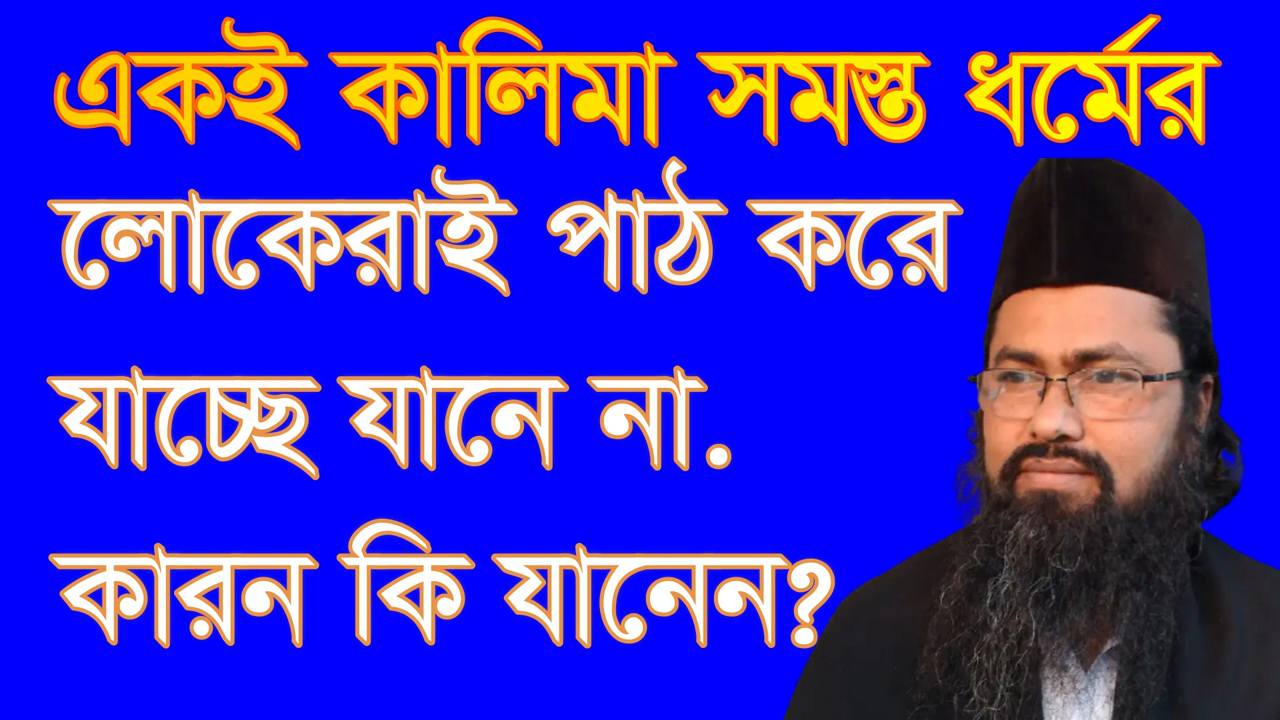 একই কালিমা সমস্ত ধর্মের
লোকেরাই পাঠ করে
যাচ্ছে যানে না.
কারন কি যানেন?